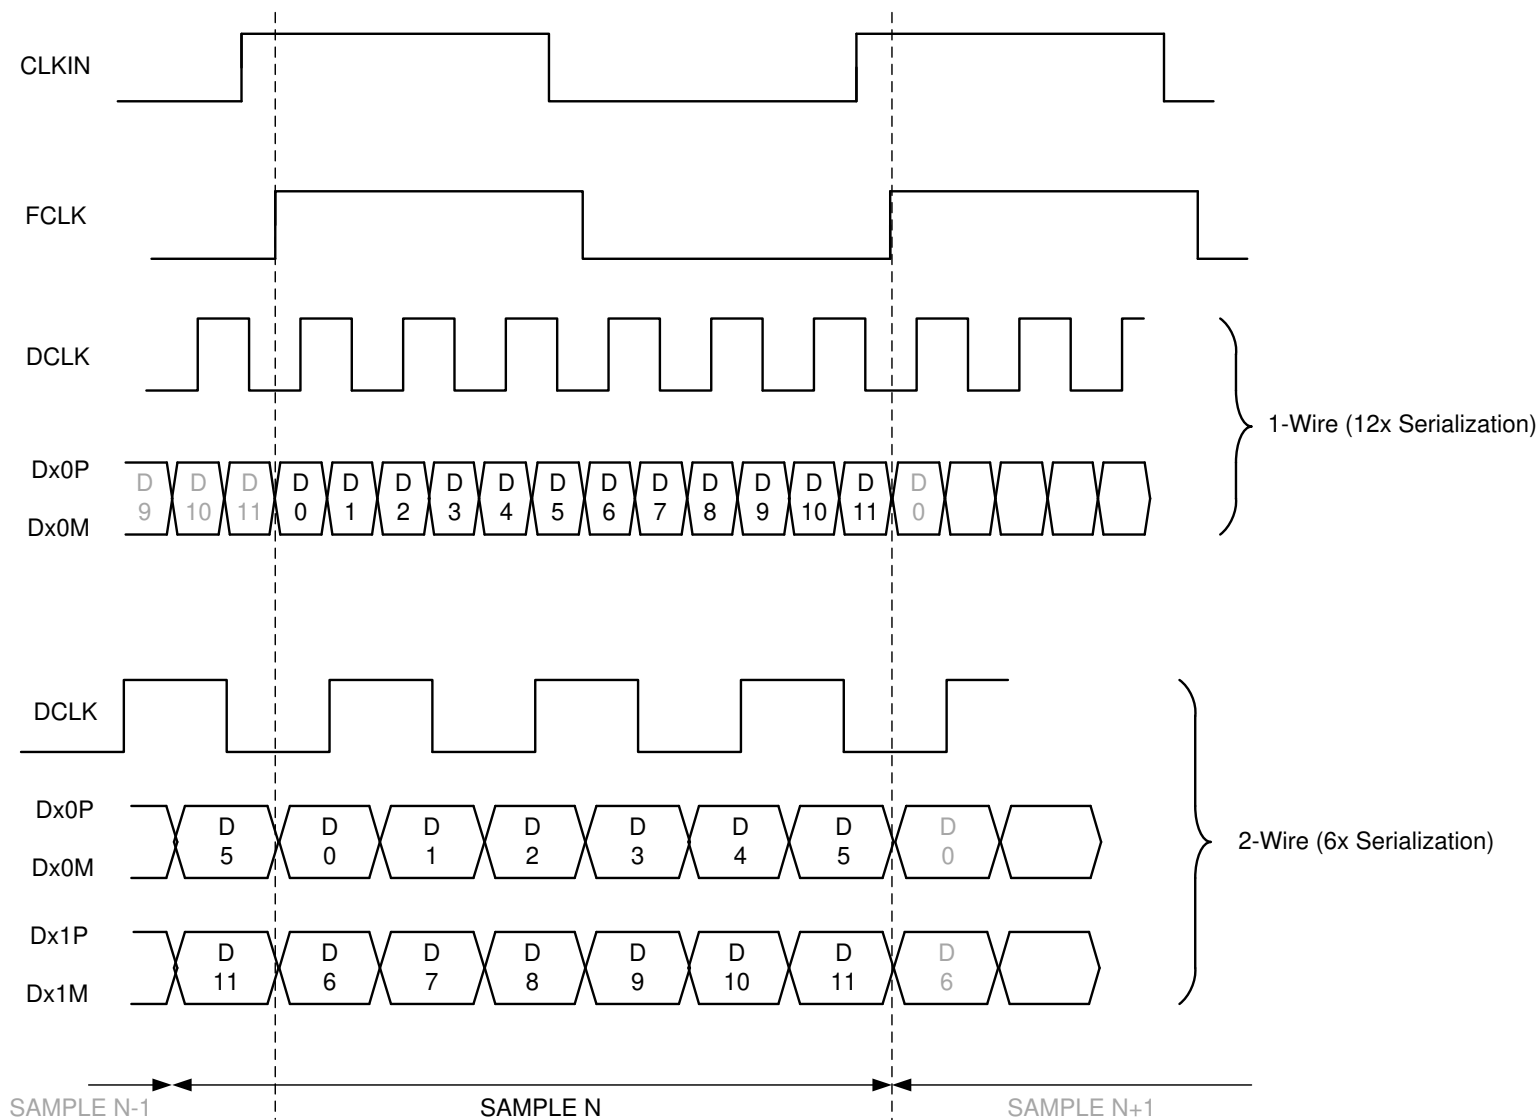 CLKIN
FCLK
DCLK
1-Wire (12x Serialization)
Dx0P
D D D D D D D D D D D D D D D D
9 10 11 0 1 2 3 4 5 6 7 8 9 10 11 0
Dx0M
DCLK
Dx0P
D D D D D D D D
5 0 1 2 3 4 5 0
Dx0M
2-Wire (6x Serialization)
Dx1P
D D D D D D D D
11 6 7 8 9 10 11 6
Dx1M
SAMPLE N-1 SAMPLE N SAMPLE N+1